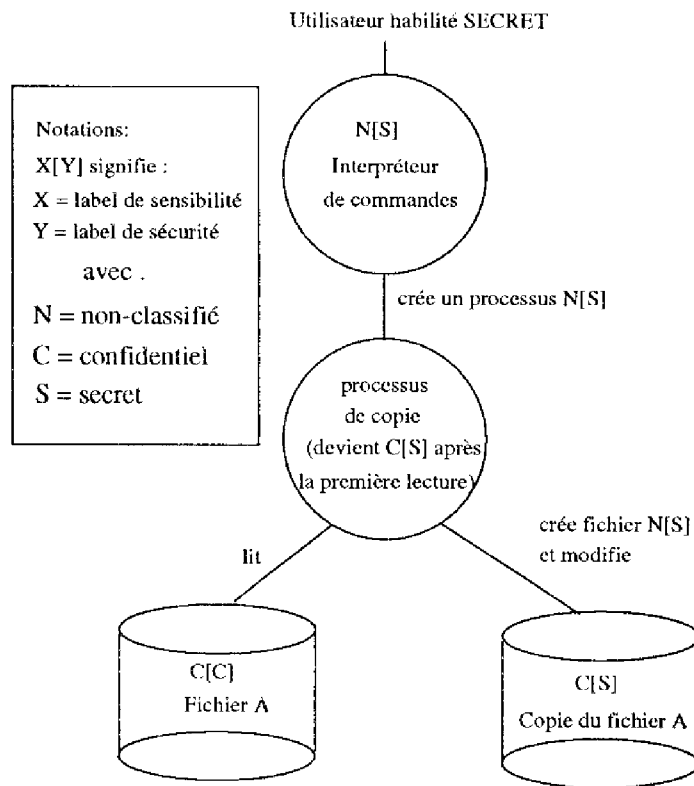 Utilisateur habilité SECRET
Notations:
X[Y] signifie :
X = label de sensibilité
Y = label de sécurité
avec .
N = non-classifié
C = confidentiel
S = secret
N[S]
Interpréteur
de commandes
crée un processus N[S]
processus
de copie
(devient C[S] après
la première lecture)
lit
crée fichier N[S]
et modifie
C[C]
Fichier A
C[S]
Copie du fichier A